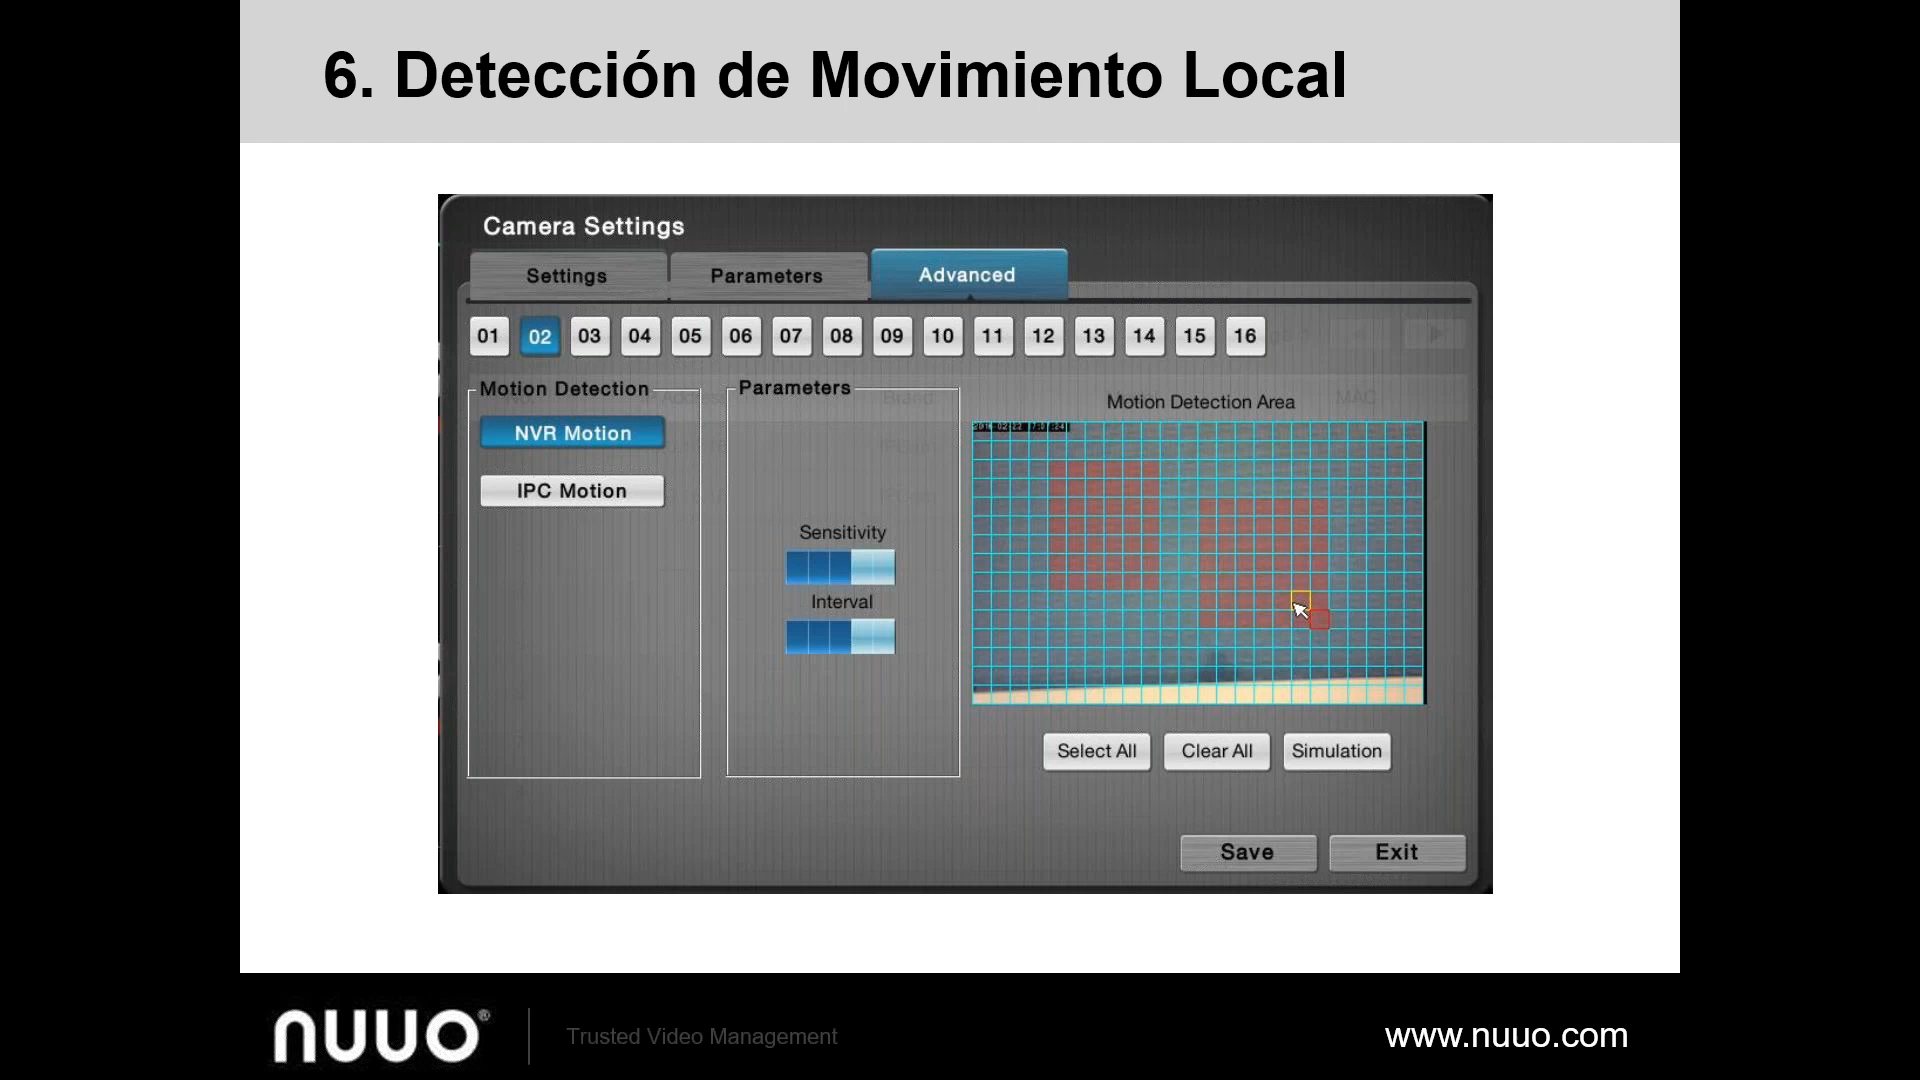 6. Detección de Movimiento Local
Camera Settings
Settings Parameters Advanced
01 02 03 04 05 06 07 08 09 10 11 12 13 14 15 16
Motion Detection
NVR Motion
IPC Motion
Parameters
Sensitivity
Interval
MAC
Motion Detection Area
Select All Clear All Simulation
Save Exit
nuuo®
Trusted Video Management
www.nuuo.com